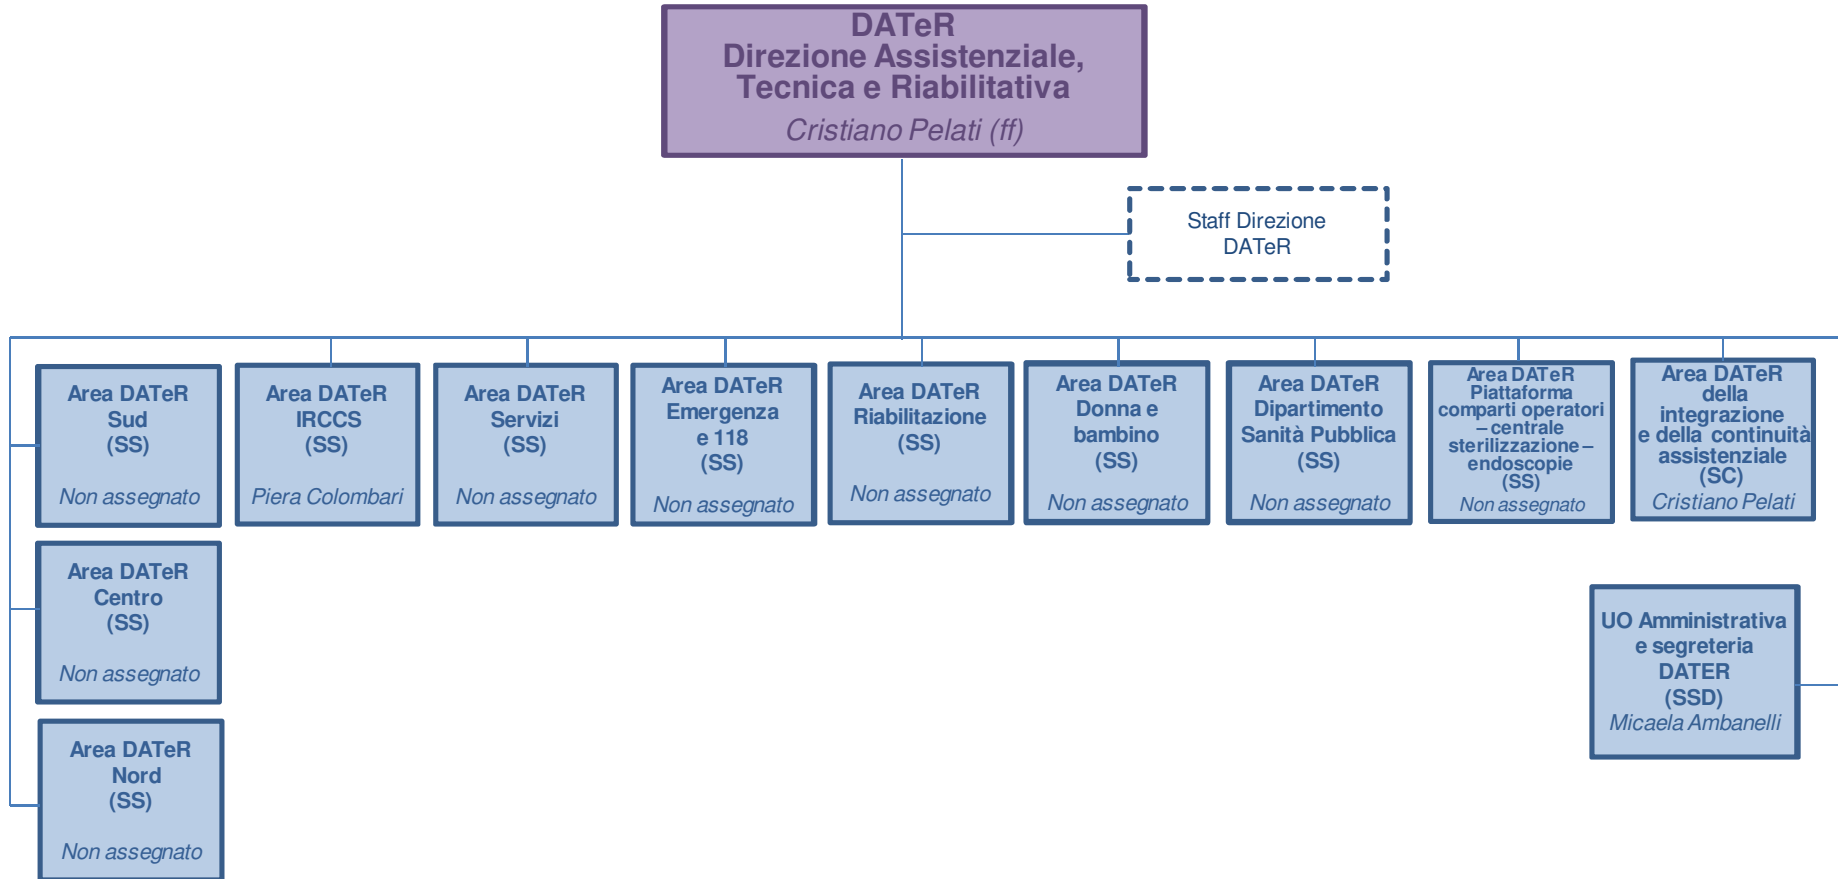 DATeR
Direzione Assistenziale,
Tecnica e Riabilitativa
Cristiano Pelati (ff)
Staff Direzione
DATeR
Area DATeR
Sud
(SS)
Non assegnato
Area DATeR
IRCCS
(SS)
Piera Colombari
Area DATeR
Servizi
(SS)
Non assegnato
Area DATeR
Emergenza
e 118
(SS)
Non assegnato
Area DATeR
Riabilitazione
(SS)
Non assegnato
Area DATeR
Donna e
bambino
(SS)
Non assegnato
Area DATeR
Dipartimento
Sanità Pubblica
(SS)
Non assegnato
Area DATeR
Piattaforma
comparti operatori
– centrale
sterilizzazione –
endoscopie
(SS)
Non assegnato
Area DATeR
della
integrazione
e della continuità
assistenziale
(SC)
Cristiano Pelati
Area DATeR
Centro
(SS)
Non assegnato
UO Amministrativa
e segreteria
DATER
(SSD)
Micaela Ambanelli
Area DATeR
Nord
(SS)
Non assegnato